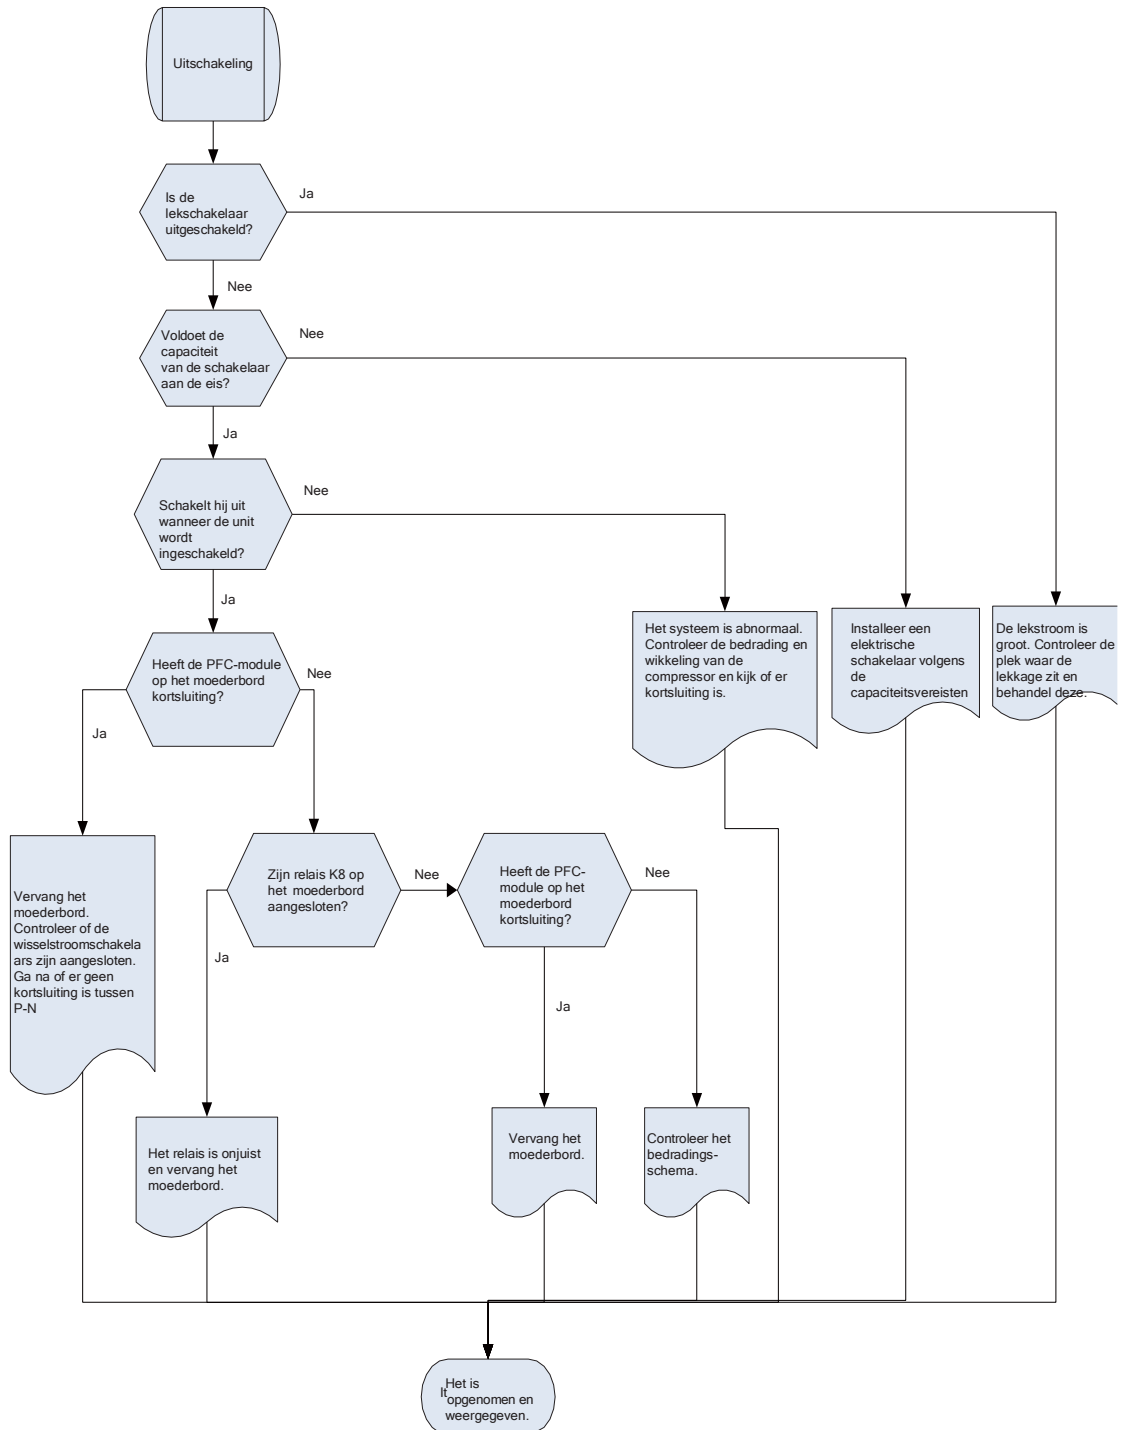 Uitschakeling
Is de
lekschakelaar
uitgeschakeld?
Ja
Nee
Voldoet de
capaciteit
van de schakelaar
aan de eis?
Nee
Ja
Schakelt hij uit
wanneer de unit
wordt
ingeschakeld?
Nee
Ja
Heeft de PFC-module
op het moederbord
kortsluiting?
Nee
Ja
Het systeem is abnormaal.
Controleer de bedrading en
wikkeling van de
compressor en kijk of er
kortsluiting is.
Installeer een
elektrische
schakelaar volgens
de
capaciteitsvereisten
De lekstroom is
groot. Controleer de
plek waar de
lekkage zit en
behandel deze.
Vervang het
moederbord.
Controleer of de
wisselstroomschakela
ars zijn aangesloten.
Ga na of er geen
kortsluiting is tussen
P-N
Zijn relais K8 op
het moederbord
aangesloten?
Nee
Ja
Heeft de PFC-
module op het
moederbord
kortsluiting?
Nee
Ja
Het relais is onjuist
en vervang het
moederbord.
Vervang het
moederbord.
Controleer het
bedradings-
schema.
It
Het is
opgenomen en
weergegeven.